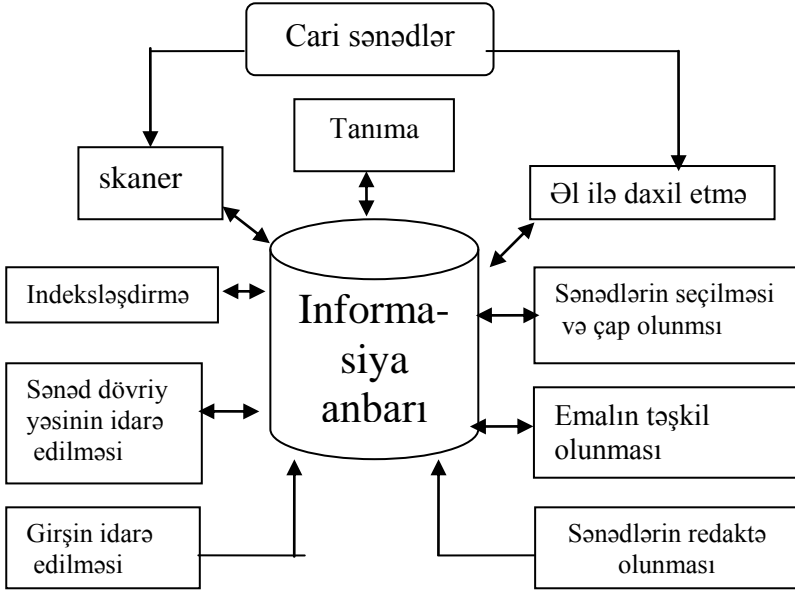 Cari sənədlər
Tanıma
skaner
Əl ilə daxil etmə
Indeksləşdirmə
Informa-
siya
anbarı
Sənədlərin seçilməsi
və çap olunmsı
Sənəd dövriy
yəsinin idarə
edilməsi
Emalın təşkil
olunması
Girşin idarə
edilməsi
Sənədlərin redaktə
olunması